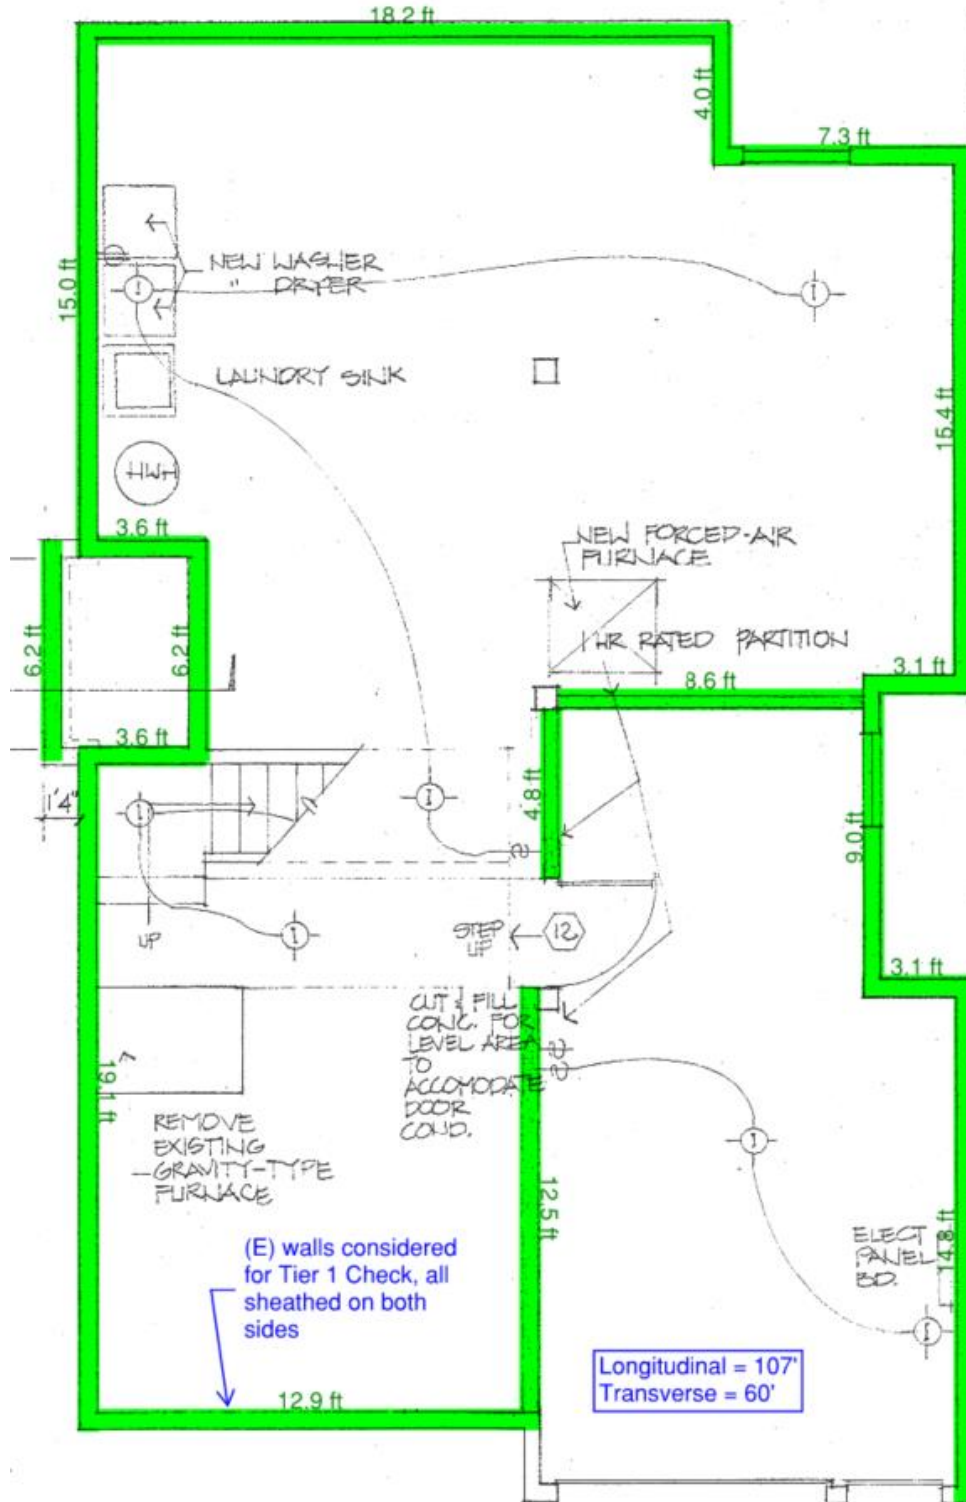 18.2 ft
4.0 ft
7.3 ft
NEW WASHER
" DRYER
15.0 ft
LAUNDRY SINK
15.4 ft
HWH
3.6 ft
NEW FORCED-AIR
FURNACE
6.2 ft
6.2 ft
1 HR RATED PARTITION
3.1 ft
8.6 ft
3.6 ft
1'4"
4.8 ft
9.0 ft
UP
STEP
UP
12
3.1 ft
CUT & FILL
CONC. FOR
LEVEL AREA
TO
ACCOMODATE
DOOR
COND.
19.1 ft
REMOVE
EXISTING
GRAVITY-TYPE
FURNACE
12.5 ft
ELECT
PANEL
BD.
14.8 ft
(E) walls considered
for Tier 1 Check, all
sheathed on both
sides
Longitudinal = 107'
Transverse = 60'
12.9 ft